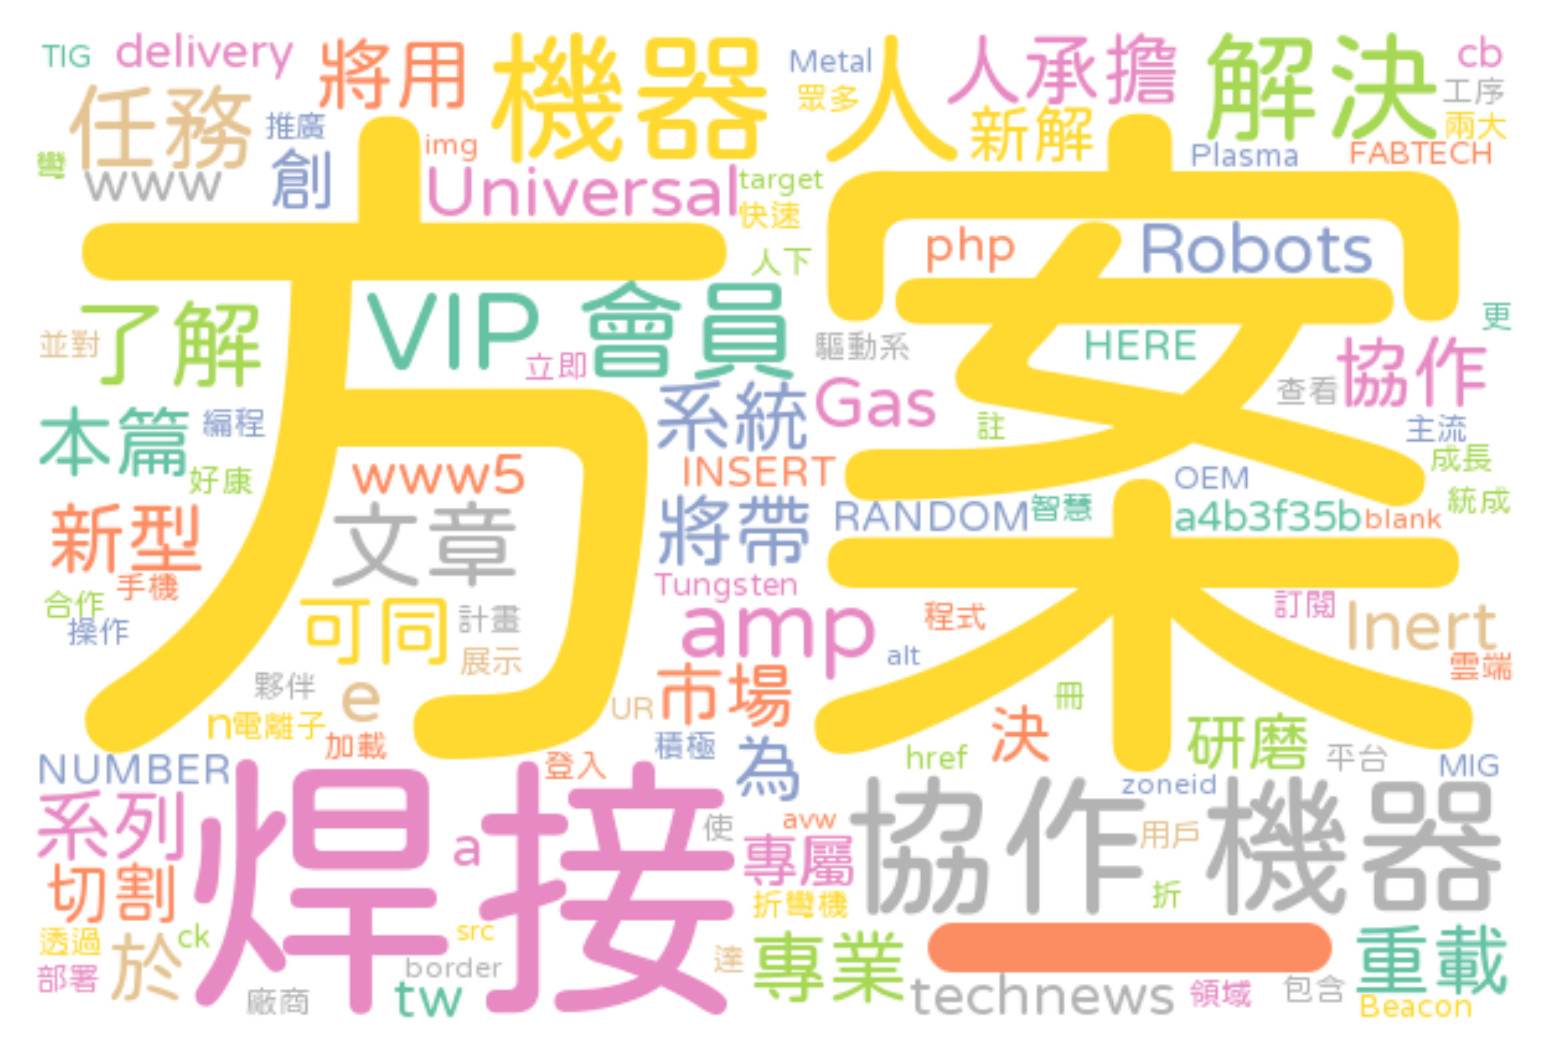 TIG
delivery
將用
機器
Metal
眾多
人
人承擔
解決
cb
工序
兩大
任務
推廣
新解
彎
www
創
img
Universal
target
快速
Plasma
FABTECH
方案
人下
php
Robots
並對
了解
VIP
立即
會員
驅動系
HERE
更
查看
協作
本篇
編程
好康
系統
Gas
註
主流
成長
www5
INSERT
OEM
統成
新型
文章
將帶
RANDOM
智慧
a4b3f35b
blank
手機
合作
操作
Tungsten
可同
計畫
展示
amp
程式
訂閱
Inert
alt
雲端
夥伴
e
UR
市場
冊
n
電離子
加載
積極
決
研磨
平台
NUMBER
登入
為
href
MIG
zoneid
系列
焊接
a
使
avw
專屬
協作
用戶
機器
切割
折彎機
折
一
透過
於
ck
src
部署
border
達
專業
重載
廠商
tw
technews
領域
包含
Beacon